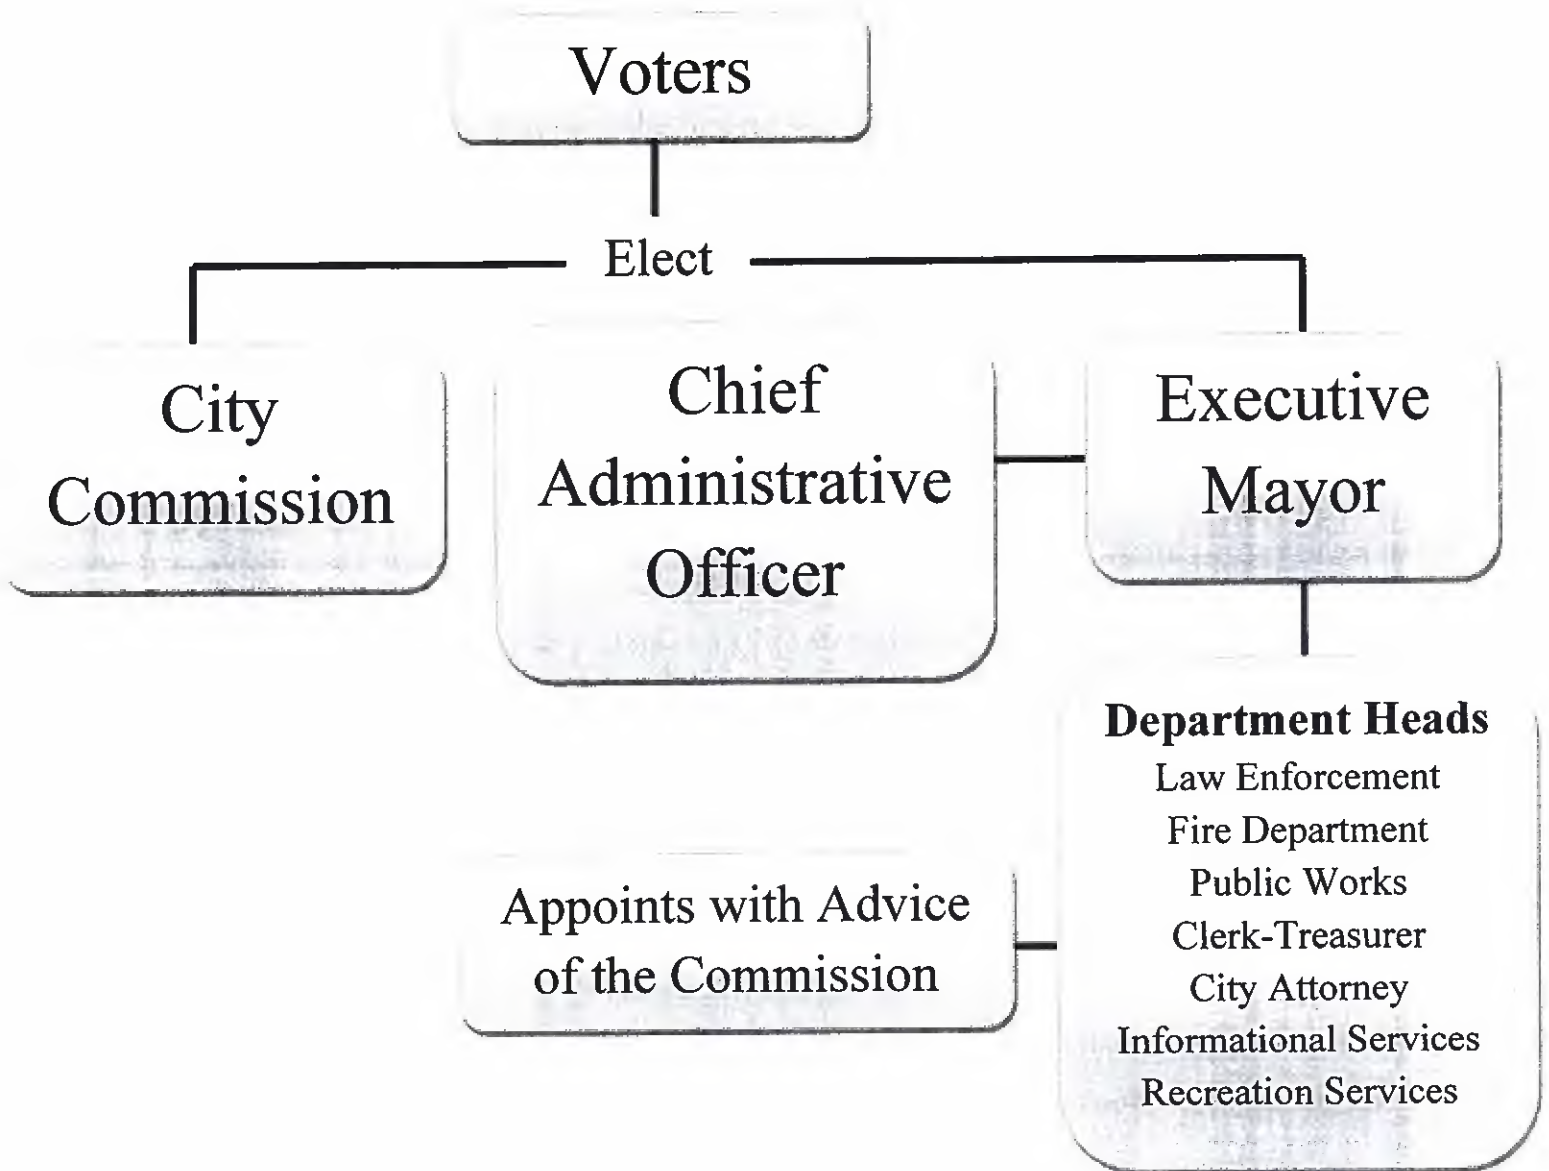 Voters
Elect
City
Commission
Chief
Administrative
Officer
Executive
Mayor
Department Heads
Law Enforcement
Fire Department
Public Works
Clerk-Treasurer
City Attorney
Informational Services
Recreation Services
Appoints with Advice
of the Commission